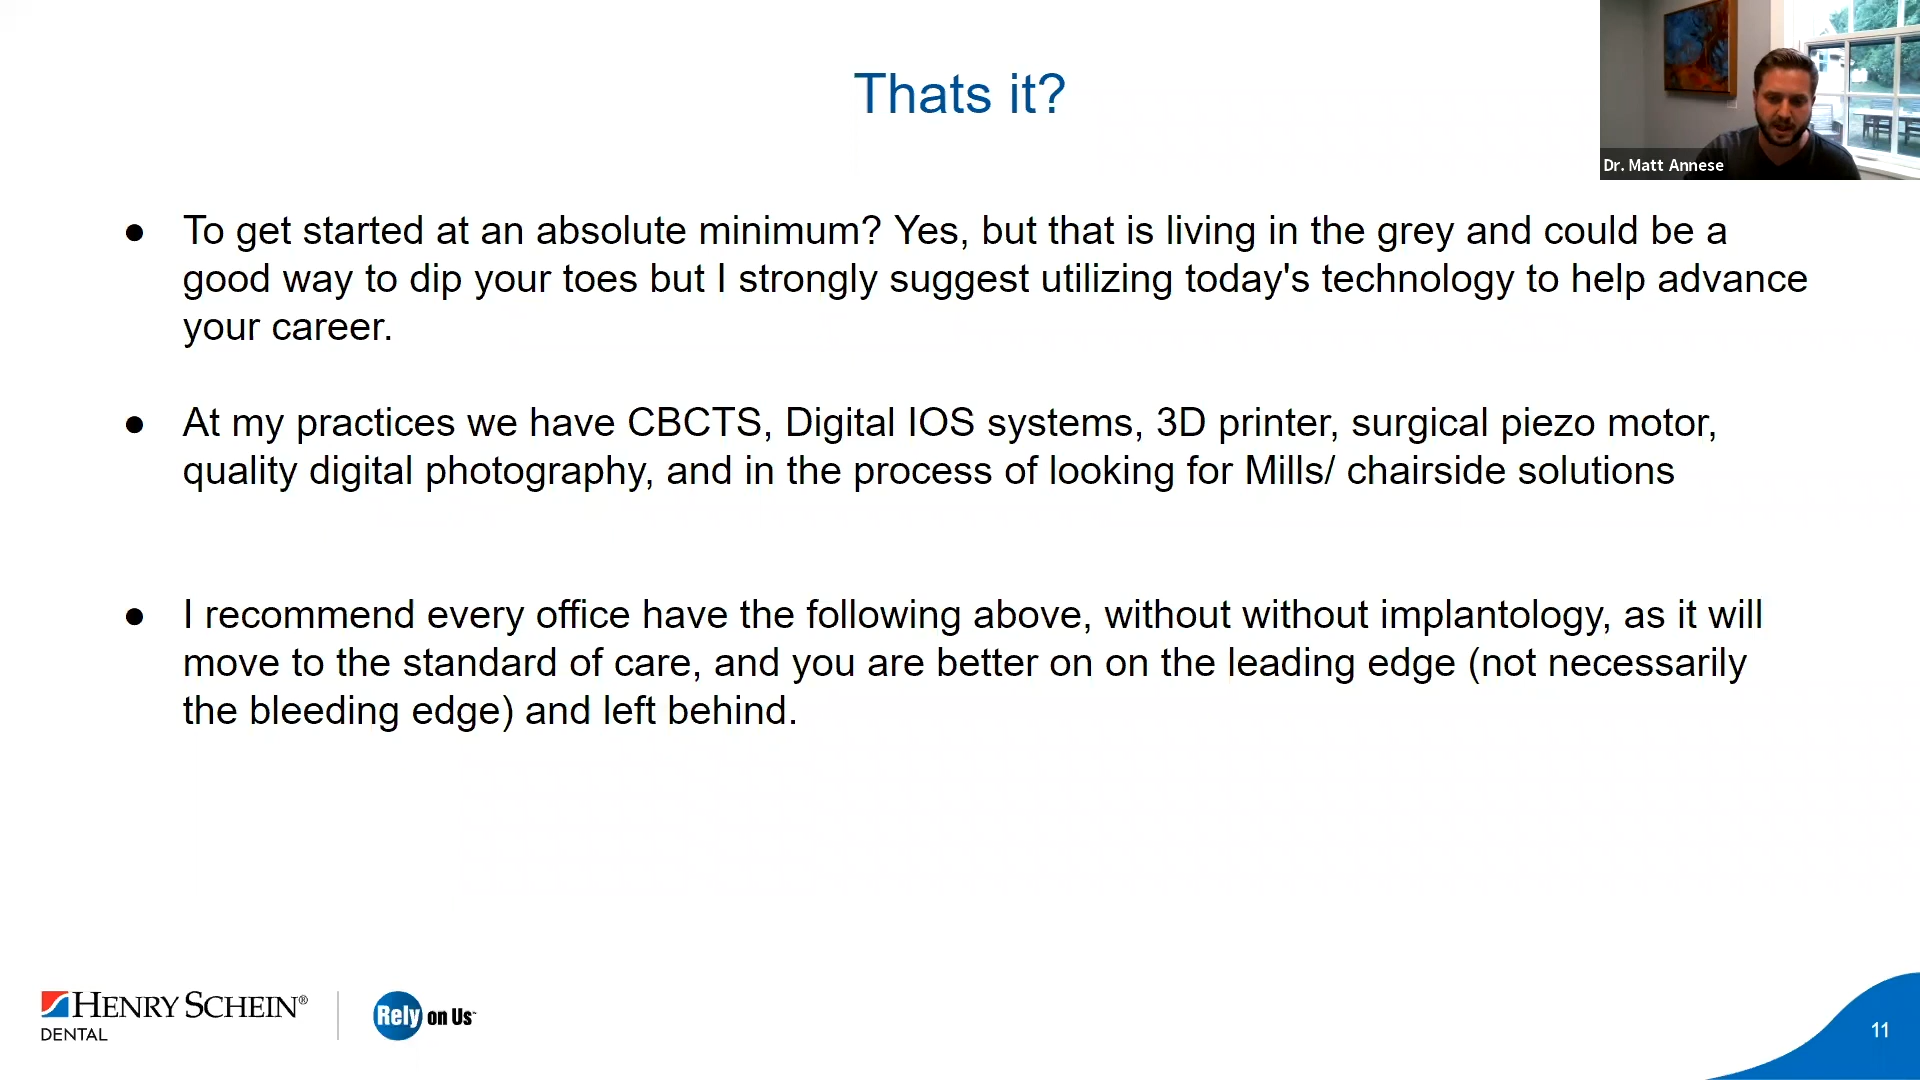 Thats it?
Dr. Matt Annese
● To get started at an absolute minimum? Yes, but that is living in the grey and could be a
good way to dip your toes but I strongly suggest utilizing today's technology to help advance
your career.
● At my practices we have CBCTS, Digital IOS systems, 3D printer, surgical piezo motor,
quality digital photography, and in the process of looking for Mills/ chairside solutions
● I recommend every office have the following above, without without implantology, as it will
move to the standard of care, and you are better on on the leading edge (not necessarily
the bleeding edge) and left behind.
HENRY SCHEIN®
DENTAL
Rely on Us™
11